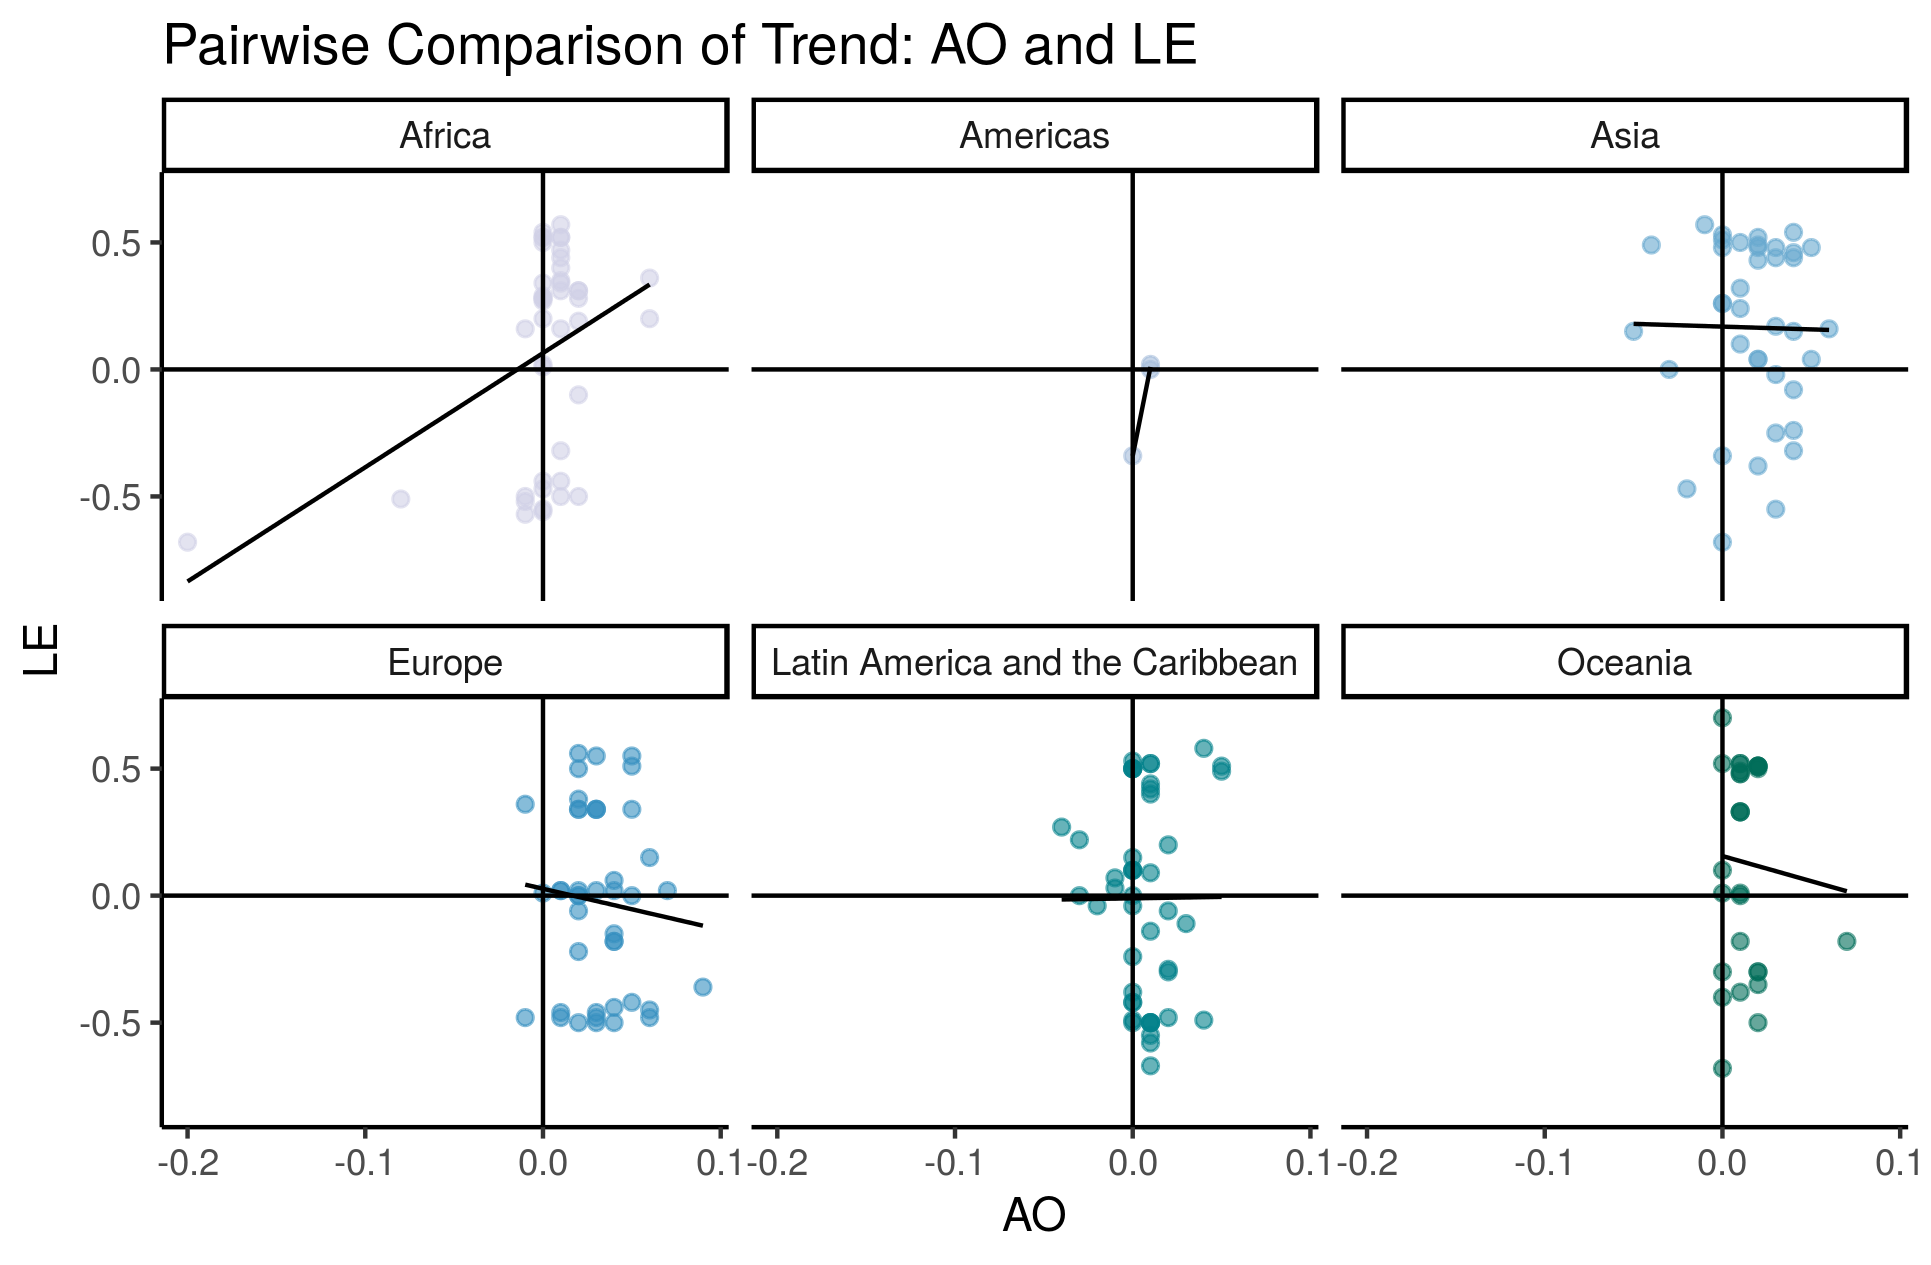 Pairwise Comparison of Trend: AO and LE
Africa
Americas
Asia
0.5
0.0
-0.5
LE
Europe
Latin America and the Caribbean
Oceania
0.5
0.0
-0.5
-0.2 -0.1 0.0 0.1
-0.2 -0.1 0.0 0.1
-0.2 -0.1 0.0 0.1
AO